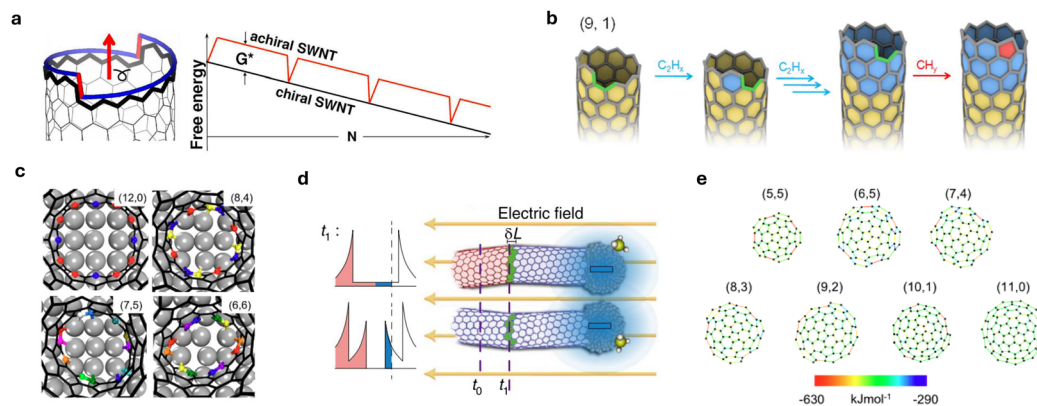 a
Free energy
achiral SWNT
G*
chiral SWNT
N
b
(9, 1)
C₂Hₓ
C₂Hₓ
CHᵧ
c
(12,0)
(8,4)
(7,5)
(6,6)
d
Electric field
t₁ :
δL
t₀
t₁
e
(5,5)
(6,5)
(7,4)
(8,3)
(9,2)
(10,1)
(11,0)
-630
kJmol⁻¹
-290